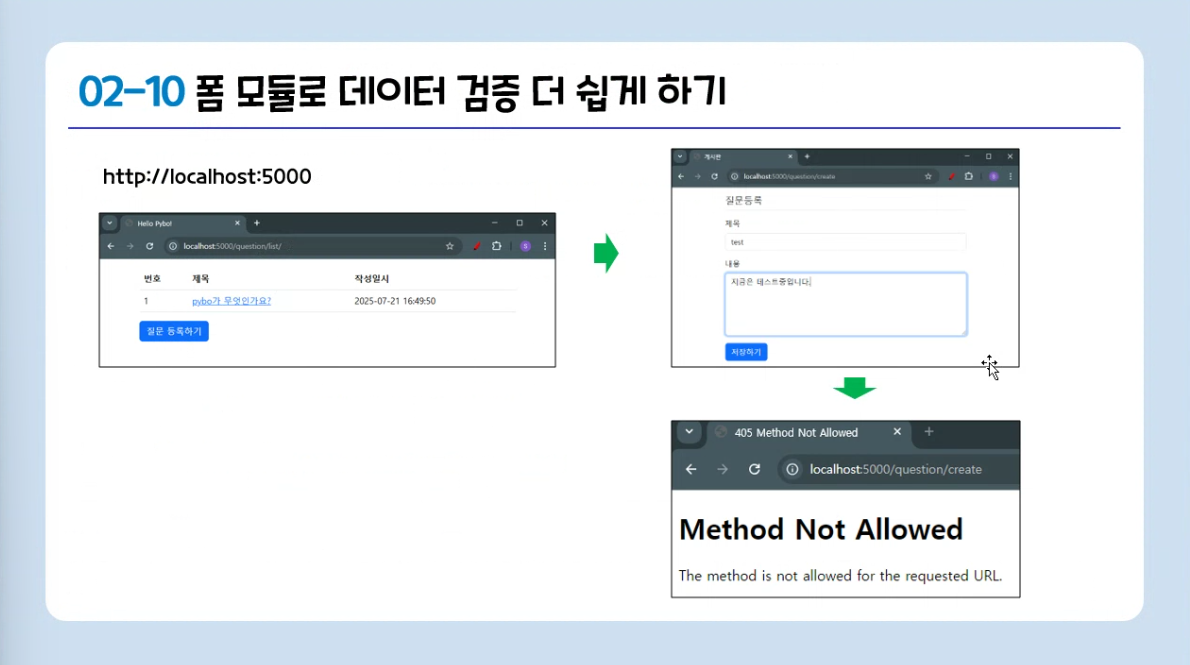 02-10 폼 모듈로 데이터 검증 더 쉽게 하기
http://localhost:5000
Hello Pybo!
localhost:5000/question/list/
번호 제목 작성일시
1 pybo가 무엇인가요? 2025-07-21 16:49:50
질문 등록하기
게시판
localhost:5000/question/create
질문등록
제목
test
내용
지금은 테스트중입니다.
저장하기
405 Method Not Allowed
localhost:5000/question/create
Method Not Allowed
The method is not allowed for the requested URL.